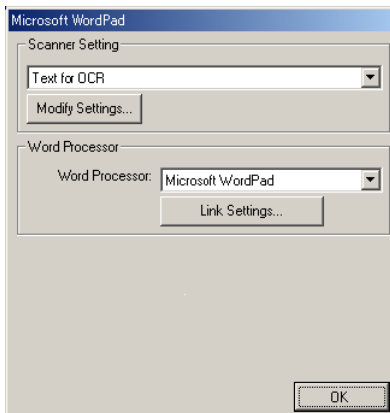 Microsoft WordPad
Scanner Setting
Text for OCR
Modify Settings...
Word Processor
Word Processor: Microsoft WordPad
Link Settings...
OK